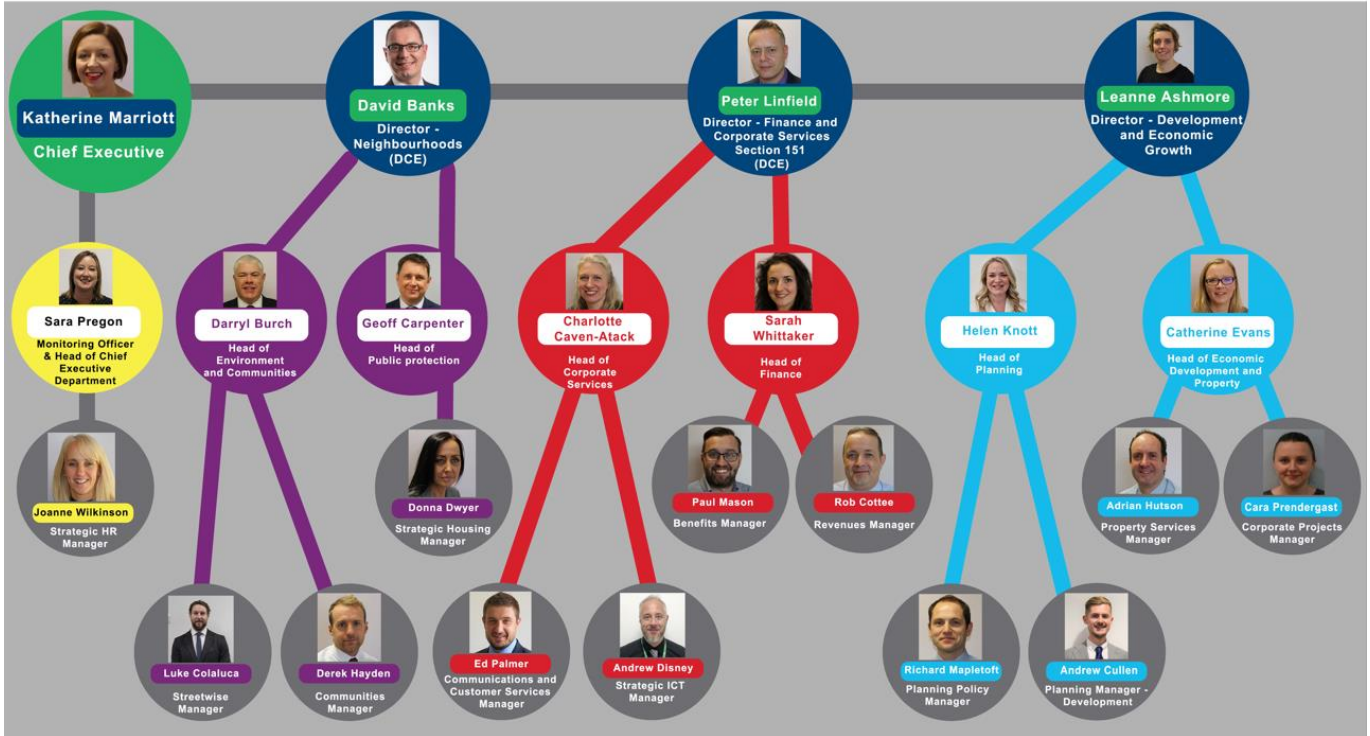 Katherine Marriott
Chief Executive
David Banks
Director -
Neighbourhoods
(DCE)
Peter Linfield
Director - Finance and
Corporate Services
Section 151
(DCE)
Leanne Ashmore
Director - Development
and Economic
Growth
Sara Pregon
Monitoring Officer
& Head of Chief
Executive
Department
Darryl Burch
Head of
Environment
and Communities
Geoff Carpenter
Head of
Public protection
Charlotte
Caven-Atack
Head of
Corporate
Services
Sarah
Whittaker
Head of
Finance
Helen Knott
Head of
Planning
Catherine Evans
Head of Economic
Development and
Property
Joanne Wilkinson
Strategic HR
Manager
Donna Dwyer
Strategic Housing
Manager
Paul Mason
Benefits Manager
Rob Cottee
Revenues Manager
Adrian Hutson
Property Services
Manager
Cara Prendergast
Corporate Projects
Manager
Luke Colaluca
Streetwise
Manager
Derek Hayden
Communities
Manager
Ed Palmer
Communications and
Customer Services
Manager
Andrew Disney
Strategic ICT
Manager
Richard Mapletoft
Planning Policy
Manager
Andrew Cullen
Planning Manager -
Development